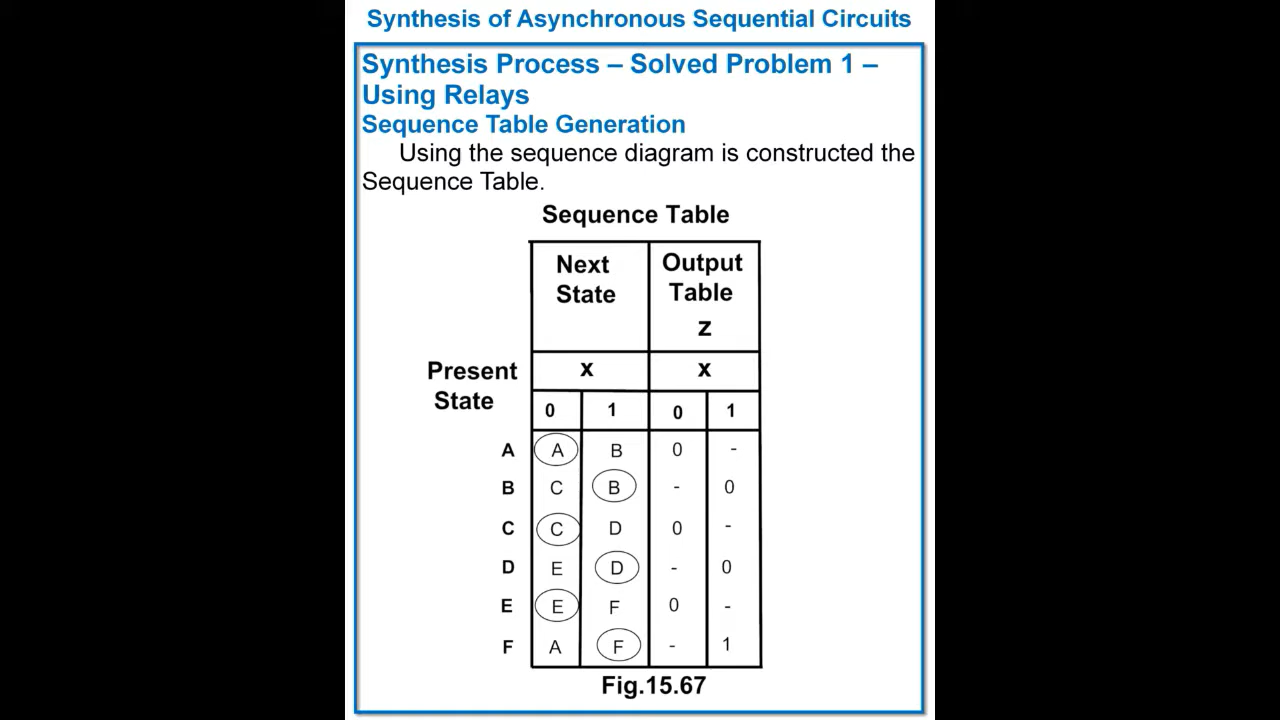 Synthesis of Asynchronous Sequential Circuits
Synthesis Process – Solved Problem 1 –
Using Relays
Sequence Table Generation
Using the sequence diagram is constructed the
Sequence Table.
Sequence Table
Next State Output Table z
Present State x x
0 1 0 1
A A B 0 -
B C B - 0
C C D 0 -
D E D - 0
E E F 0 -
F A F - 1
Fig.15.67